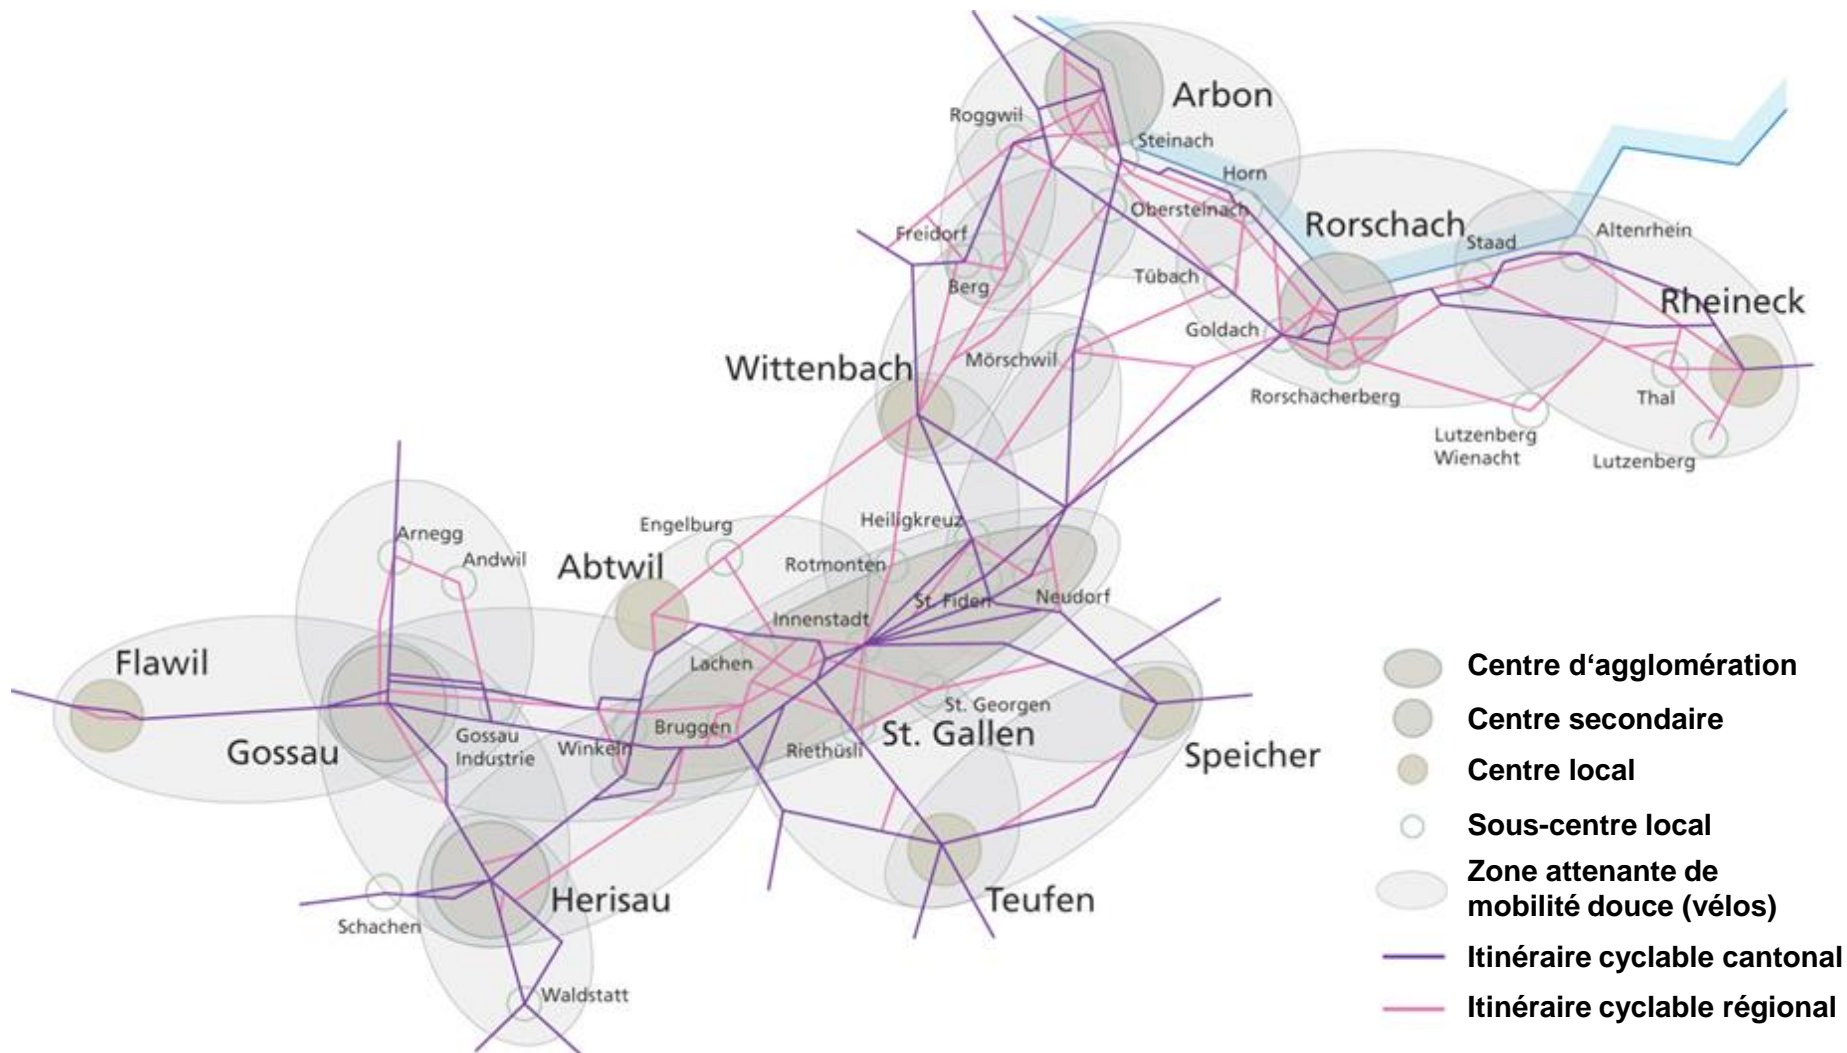 Arbon
Roggwil
Steinach
Horn
Obersteinach
Rorschach
Staad
Altenrhein
Freidorf
Tübach
Berg
Rheineck
Goldach
Wittenbach
Mörschwil
Rorschacherberg
Thal
Lutzenberg
Wienacht
Lutzenberg
Engelburg
Heiligkreuz
Arnegg
Andwil
Abtwil
Rotmonten
St. Fiden
Neudorf
Innenstadt
Flawil
Lachen
St. Georgen
Gossau
Gossau
Industrie
Winkeln
Bruggen
Riethüsli
St. Gallen
Speicher
Herisau
Teufen
Schachen
Waldstatt
Centre d‘agglomération
Centre secondaire
Centre local
Sous-centre local
Zone attenante de
mobilité douce (vélos)
Itinéraire cyclable cantonal
Itinéraire cyclable régional